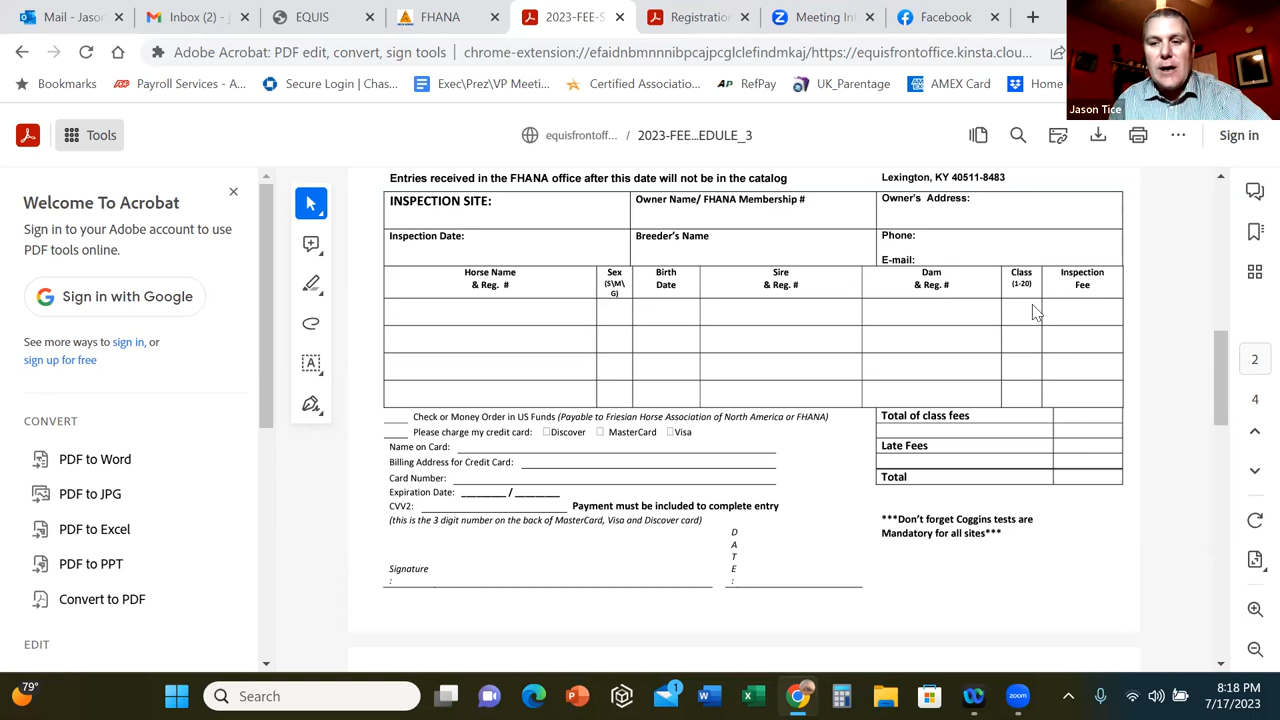 Mail - Jason
Inbox (2) - j
EQUIS
FHANA
2023-FEE-S
Registration
Meeting
Facebook
Adobe Acrobat: PDF edit, convert, sign tools | chrome-extension://efaidnbmnnnibpcajpcglclefindmkaj/https://equisfrontoffice.kinsta.clou...
Bookmarks
Payroll Services - A...
Secure Login | Chas...
Exec\Prez\VP\Meeti...
Certified Associatio...
RefPay
UK_Parentage
AMEX Card
Home
Jason Tice
Tools
equisfrontoff...
2023-FEE...EDULE_3
Sign in
Welcome To Acrobat
Sign in to your Adobe account to use
PDF tools online.
Sign in with Google
See more ways to sign in, or
sign up for free
CONVERT
PDF to Word
PDF to JPG
PDF to Excel
PDF to PPT
Convert to PDF
EDIT
Entries received in the FHANA office after this date will not be in the catalog
Lexington, KY 40511-8483
INSPECTION SITE:
Owner Name/ FHANA Membership #
Owner's Address:
Inspection Date:
Breeder's Name
Phone:
E-mail:
Horse Name
& Reg. #
Sex
(S\M\
G)
Birth
Date
Sire
& Reg. #
Dam
& Reg. #
Class
(1-20)
Inspection
Fee
Check or Money Order in US Funds (Payable to Friesian Horse Association of North America or FHANA)
Please charge my credit card: Discover MasterCard Visa
Name on Card:
Billing Address for Credit Card:
Card Number:
Expiration Date: ________ / ________
CVV2: Payment must be included to complete entry
(this is the 3 digit number on the back of MasterCard, Visa and Discover card)
Total of class fees
Late Fees
Total
***Don't forget Coggins tests are
Mandatory for all sites***
Signature
:
D
A
T
E
:
2
4
79°
Search
1
8:18 PM
7/17/2023
zoom